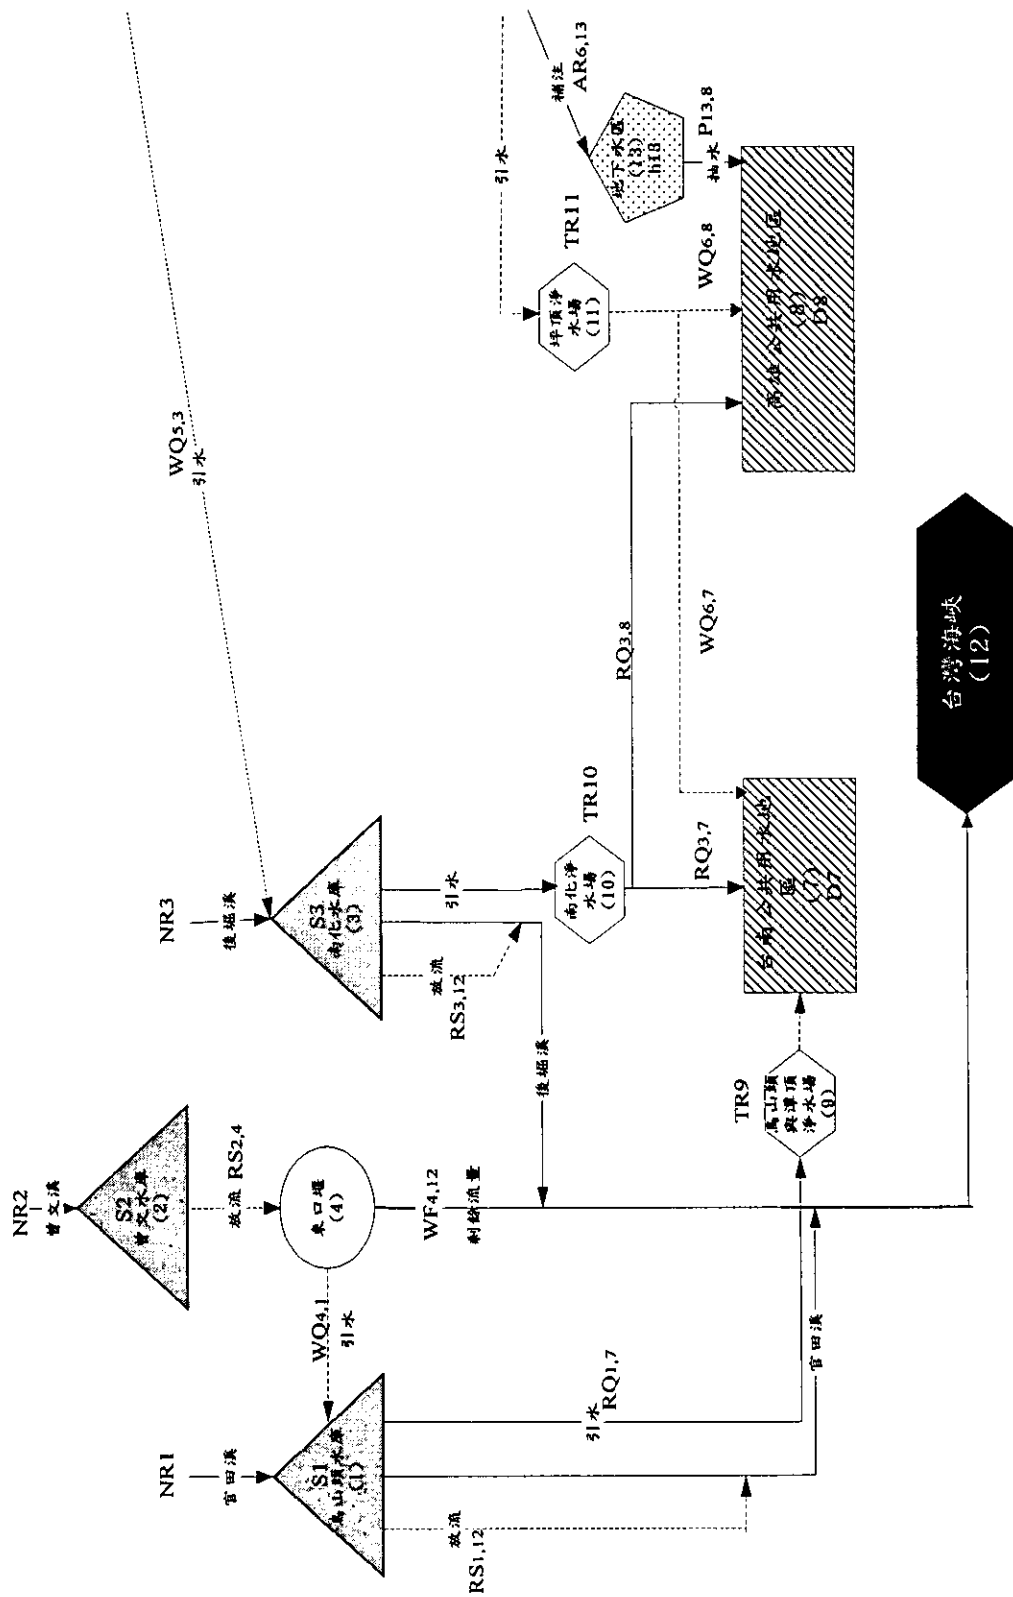 NR1
官田溪
S1
烏山頭水庫
(1)
放流
RS1,12
引水
RQ1,7
官田溪
NR2
曾文溪
S2
曾文水庫
(2)
放流 RS2,4
東口堰
(4)
WQ4,1
引水
WF4,12
剩餘流量
NR3
後堀溪
S3
南化水庫
(3)
放流
RS3,12
後堀溪
引水
WQ5,3
引水
TR9
烏山頭
與潭頂
淨水場
(9)
TR10
南化淨
水場
(10)
RQ3,7
RQ3,8
台南公共用水地
區
(7)
D7
WQ6,7
引水
TR11
坪頂淨
水場
(11)
WQ6,8
補注
AR6,13
地下水區
(13)
h13
抽水 P13,8
高雄公共用水地區
(8)
D8
台灣海峽
(12)